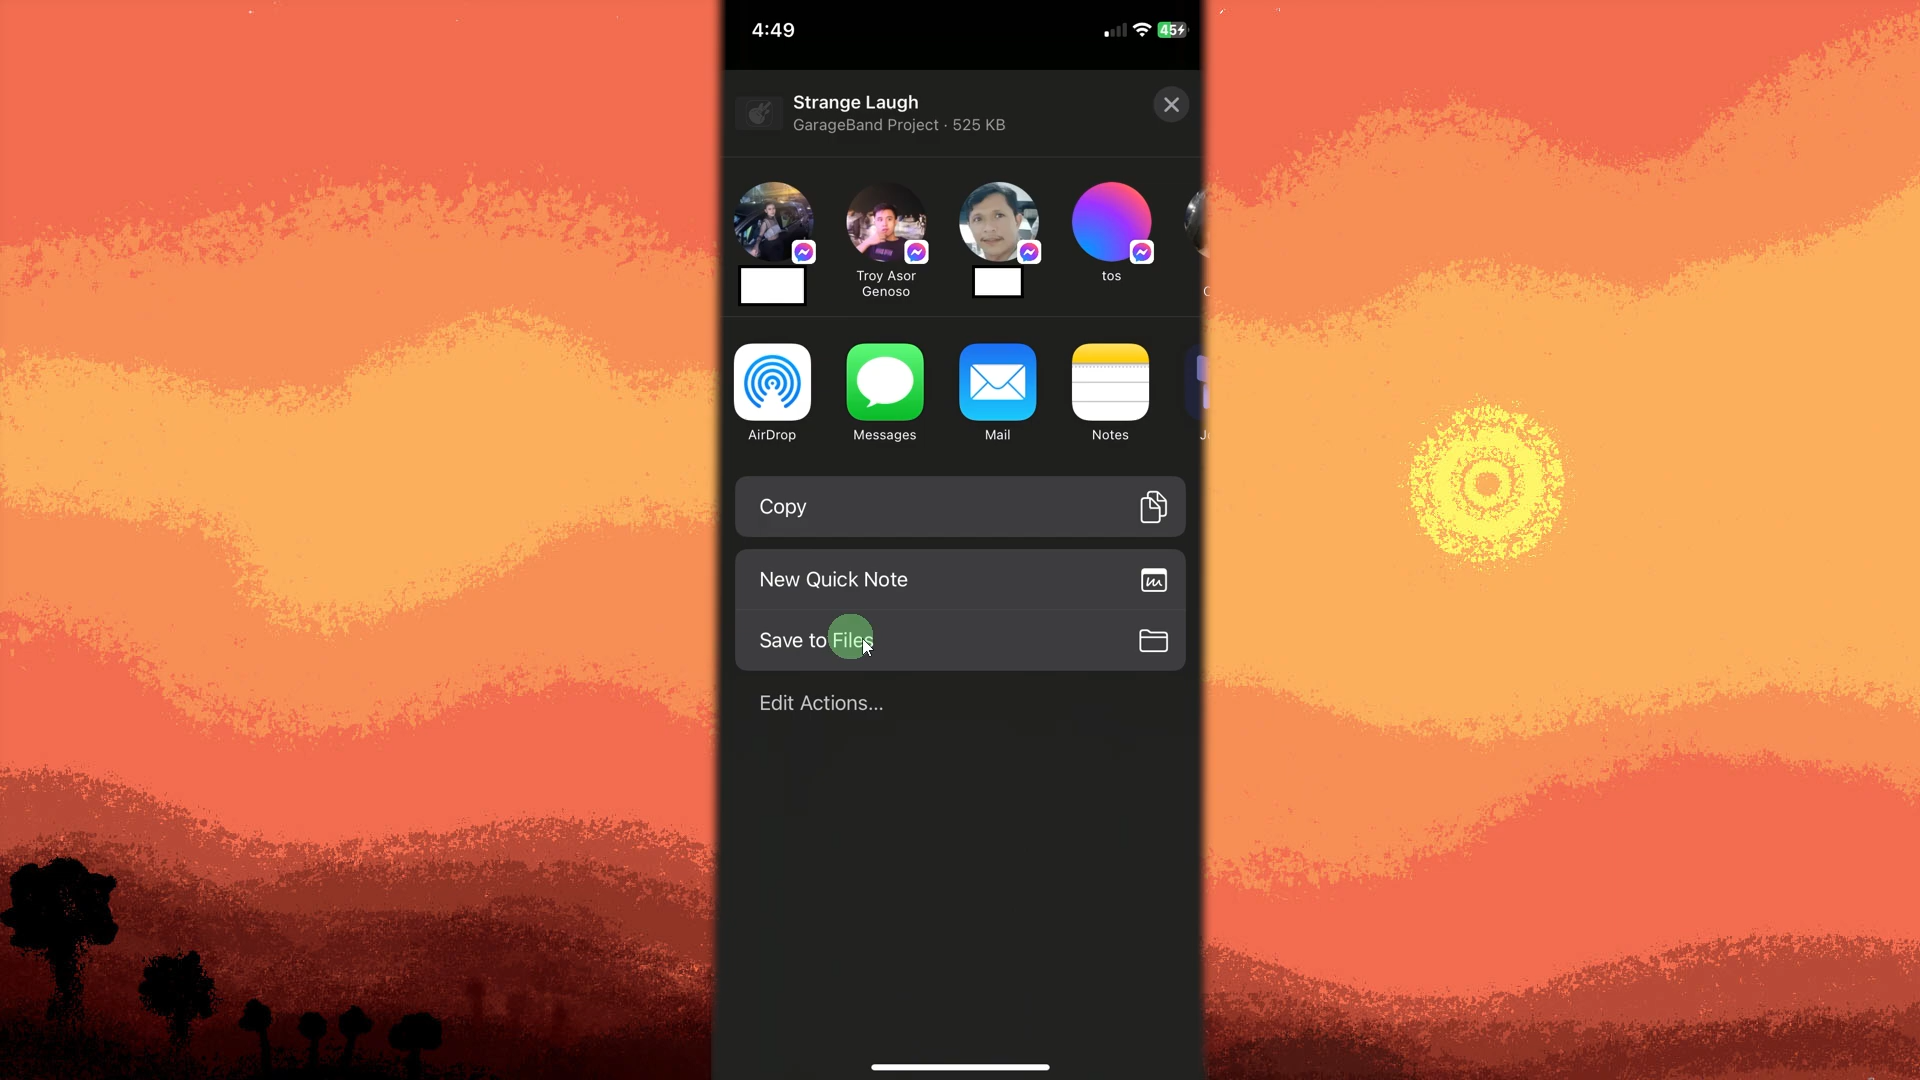 4:49
45
Strange Laugh
GarageBand Project · 525 KB
Troy Asor
Genoso
tos
AirDrop
Messages
Mail
Notes
Copy
New Quick Note
Save to Files
Edit Actions...